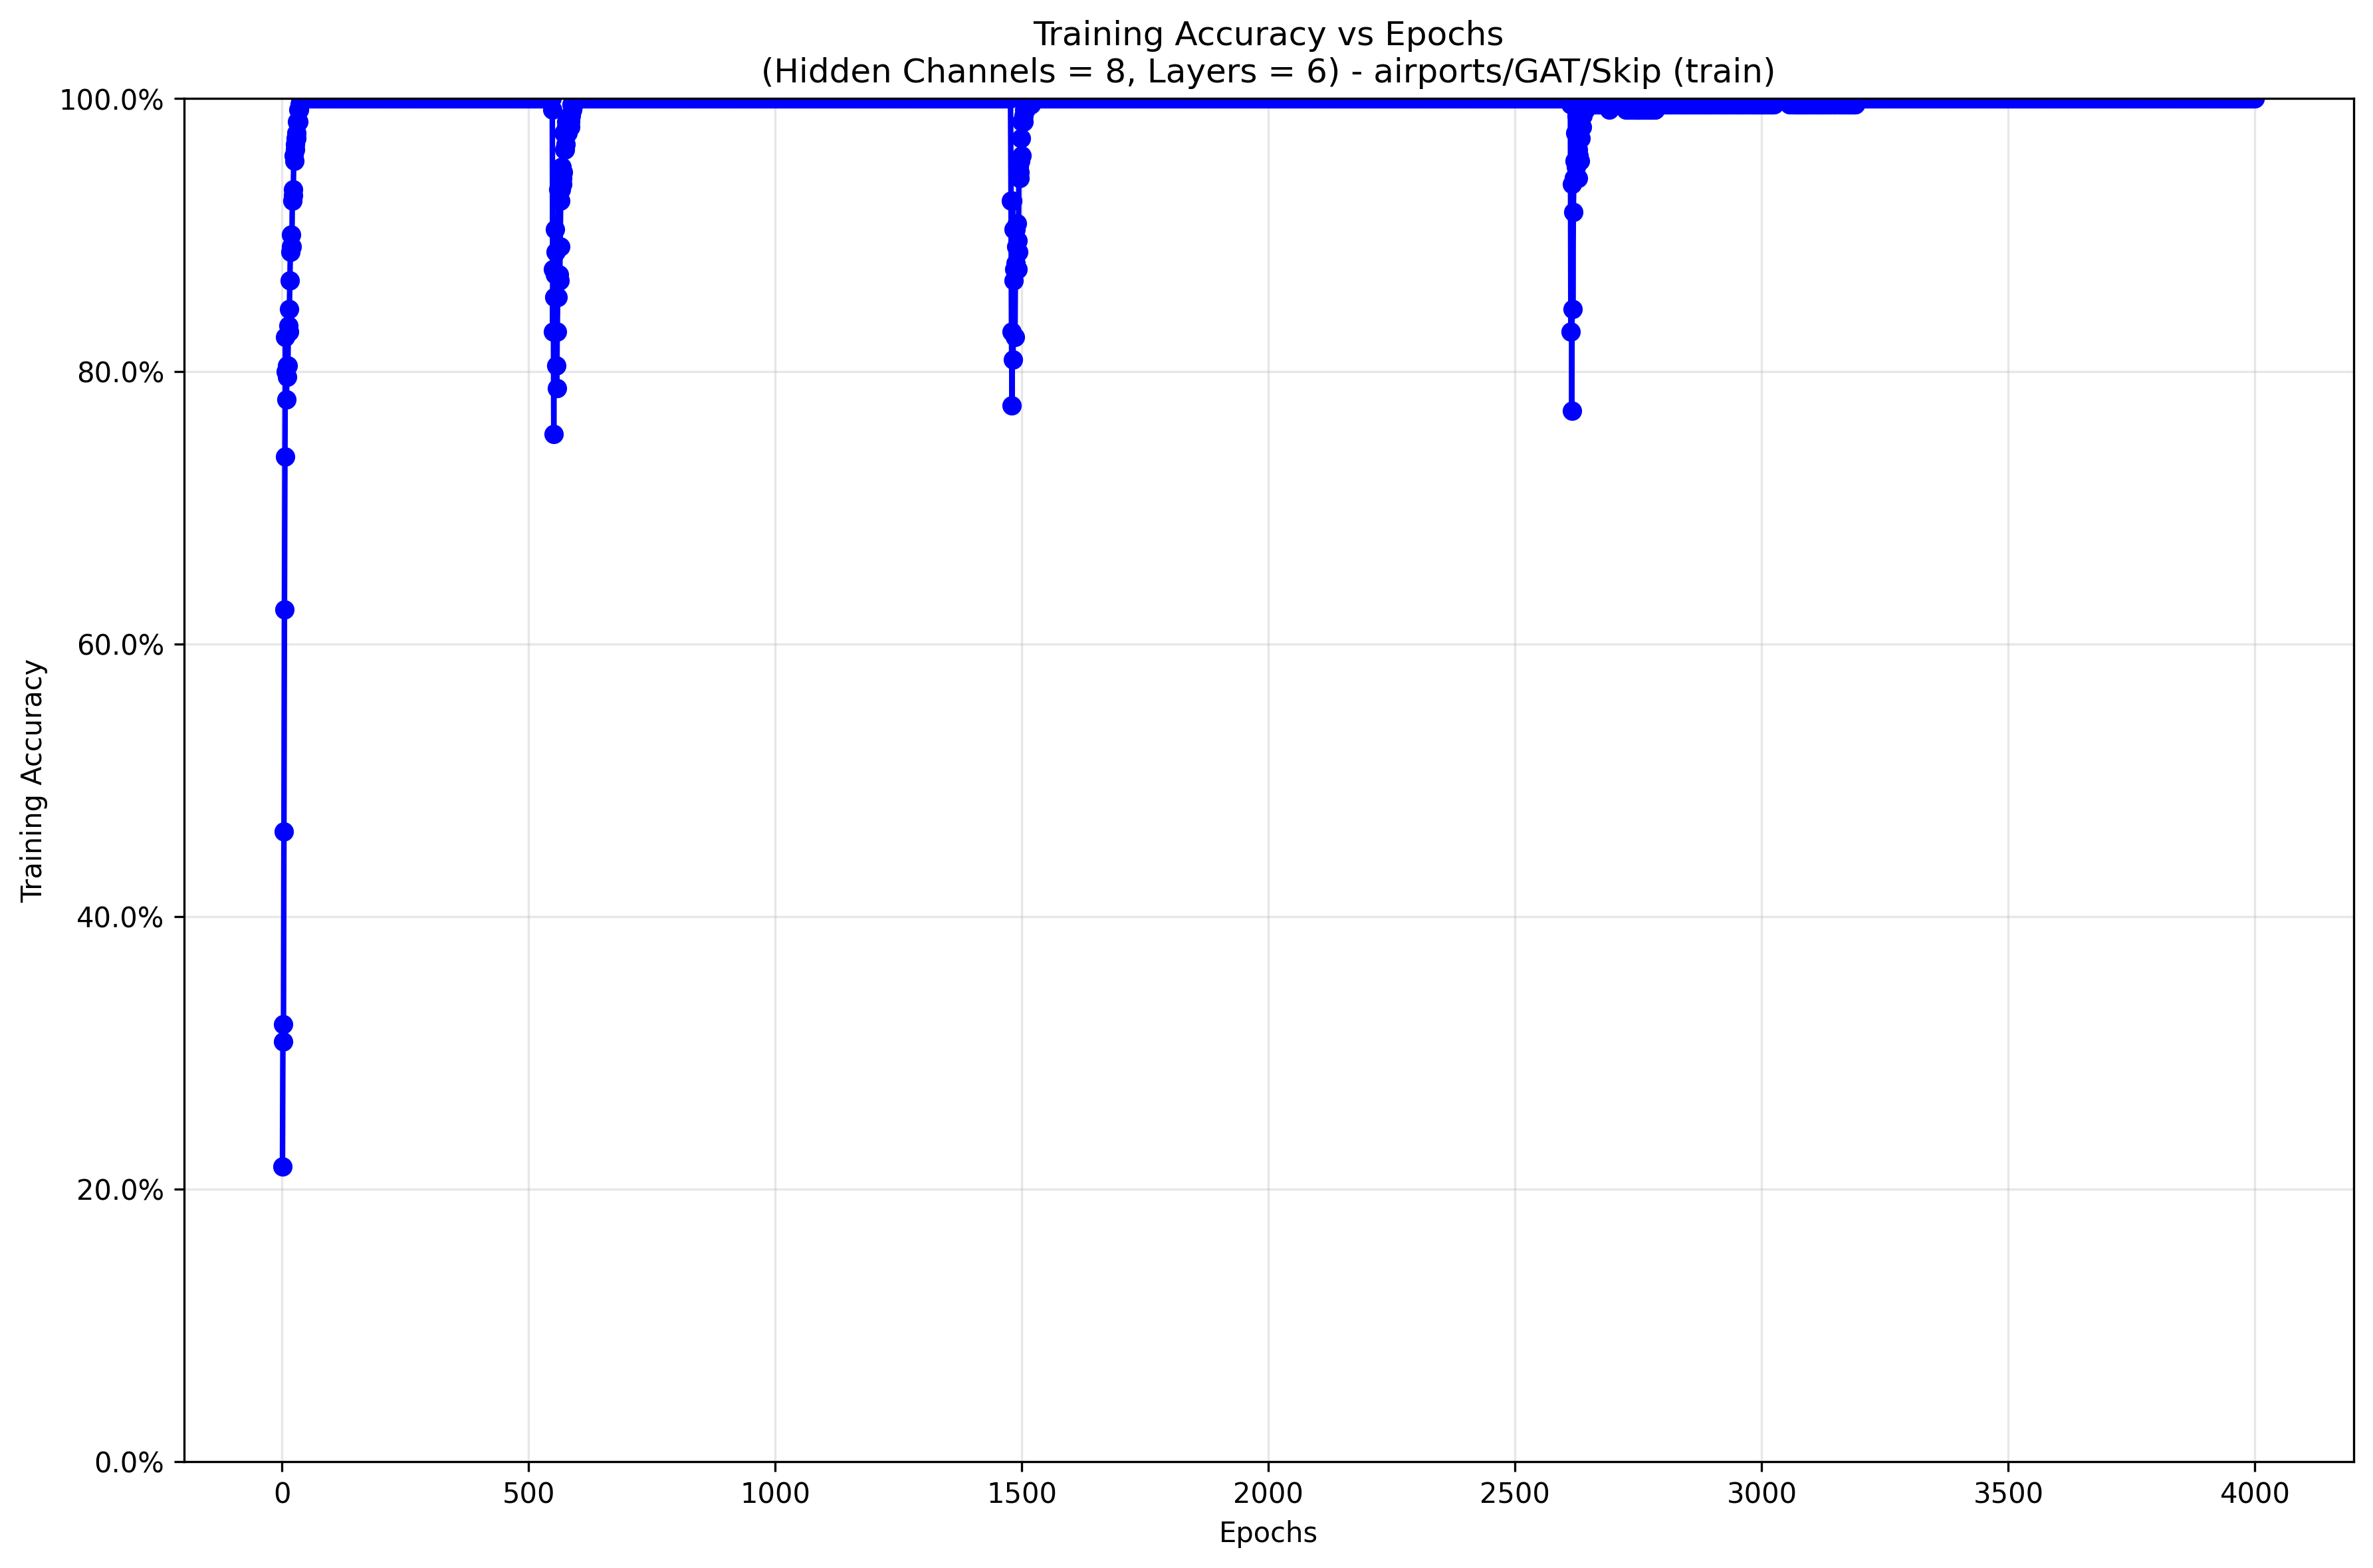 Training Accuracy vs Epochs
(Hidden Channels = 8, Layers = 6) - airports/GAT/Skip (train)
Training Accuracy
100.0%
80.0%
60.0%
40.0%
20.0%
0.0%
0 500 1000 1500 2000 2500 3000 3500 4000
Epochs